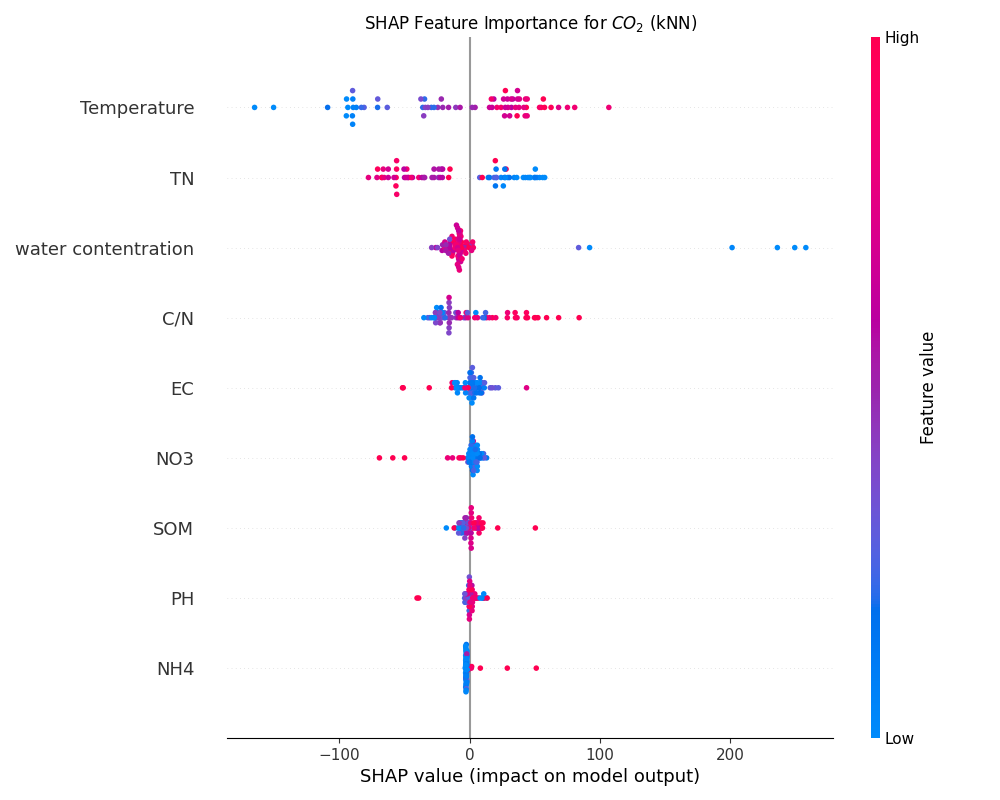 SHAP Feature Importance for CO₂ (kNN)
High
Temperature
TN
water contentration
C/N
EC
NO3
SOM
PH
NH4
Feature value
Low
−100 0 100 200
SHAP value (impact on model output)